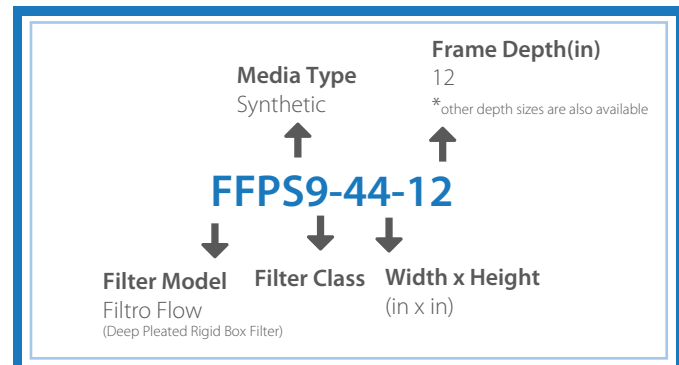 Frame Depth(in)
12
*other depth sizes are also available
Media Type
Synthetic
FFPS9-44-12
Filter Model
Filtro Flow
(Deep Pleated Rigid Box Filter)
Filter Class
Width x Height
(in x in)